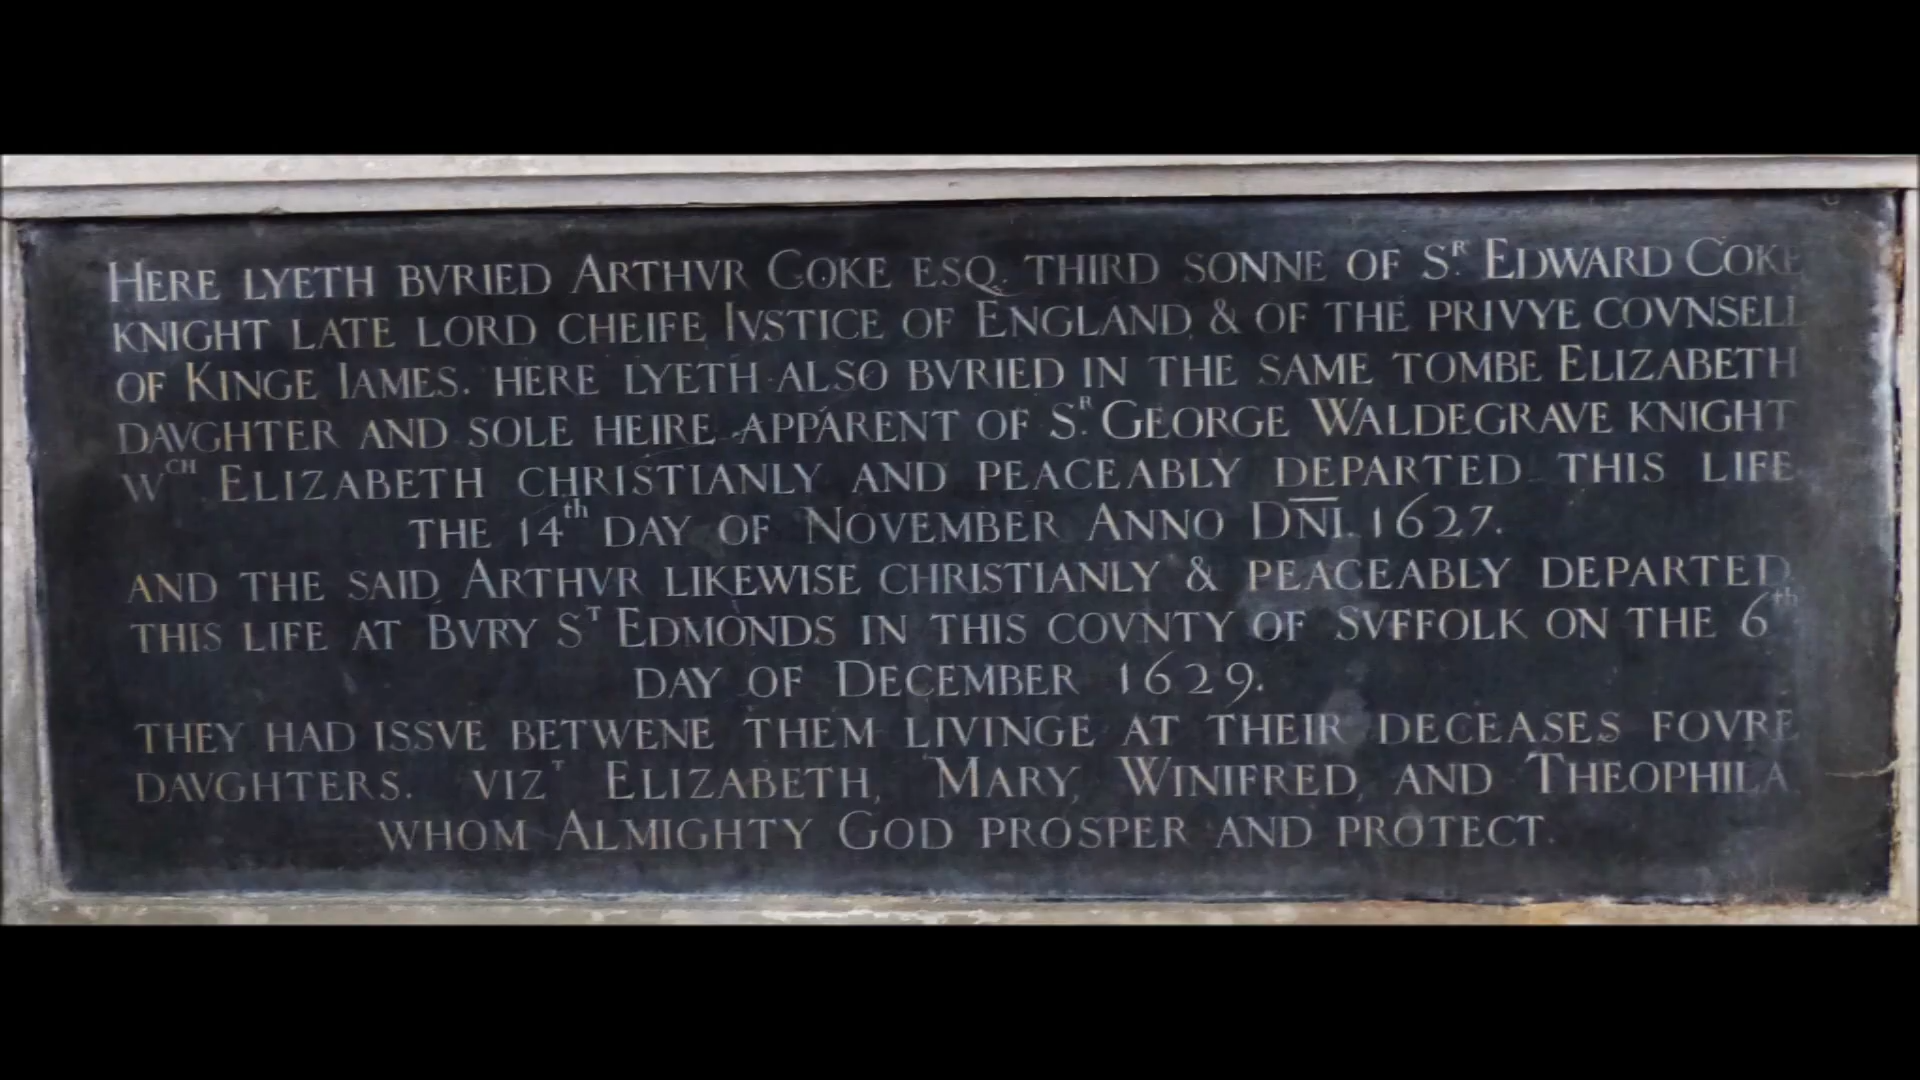 HERE LYETH BVRIED ARTHVR COKE ESQ. THIRD SONNE OF Sᴿ. EDWARD COKE
KNIGHT LATE LORD CHEIFE IVSTICE OF ENGLAND & OF THE PRIVYE COVNSELL
OF KINGE IAMES. HERE LYETH ALSO BVRIED IN THE SAME TOMBE ELIZABETH
DAVGHTER AND SOLE HEIRE APPARENT OF Sᴿ. GEORGE WALDEGRAVE KNIGHT
Wᶜᴴ ELIZABETH CHRISTIANLY AND PEACEABLY DEPARTED THIS LIFE
THE 14ᵗʰ DAY OF NOVEMBER ANNO DN̅I. 1627.
AND THE SAID ARTHVR LIKEWISE CHRISTIANLY & PEACEABLY DEPARTED
THIS LIFE AT BVRY Sᵀ EDMONDS IN THIS COVNTY OF SVFFOLK ON THE 6ᵗʰ
DAY OF DECEMBER 1629.
THEY HAD ISSVE BETWENE THEM LIVINGE AT THEIR DECEASES FOVRE
DAVGHTERS. VIZᵀ ELIZABETH, MARY, WINIFRED, AND THEOPHILA
WHOM ALMIGHTY GOD PROSPER AND PROTECT.